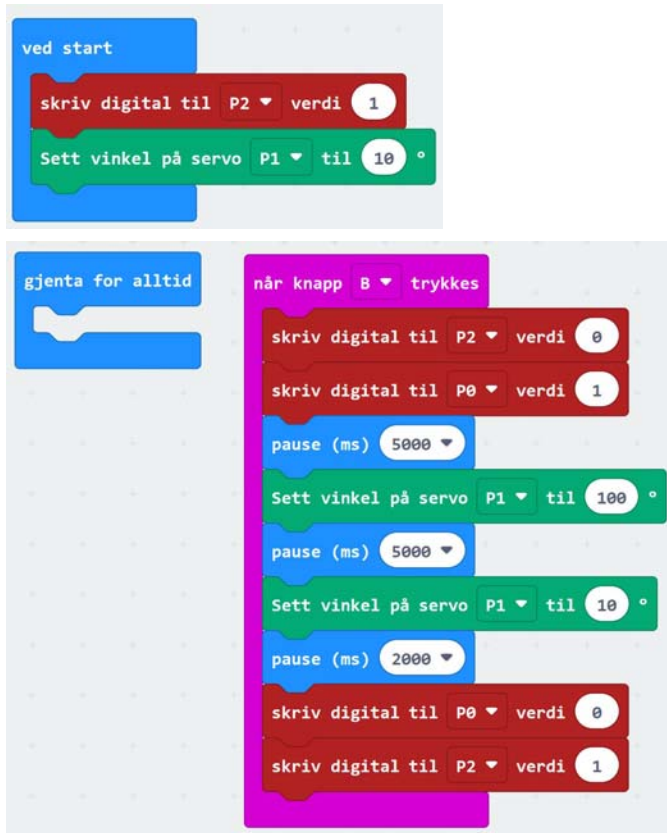 ved start
skriv digital til P2 verdi 1
Sett vinkel på servo P1 til 10 °
gjenta for alltid
når knapp B trykkes
skriv digital til P2 verdi 0
skriv digital til P0 verdi 1
pause (ms) 5000
Sett vinkel på servo P1 til 100 °
pause (ms) 5000
Sett vinkel på servo P1 til 10 °
pause (ms) 2000
skriv digital til P0 verdi 0
skriv digital til P2 verdi 1